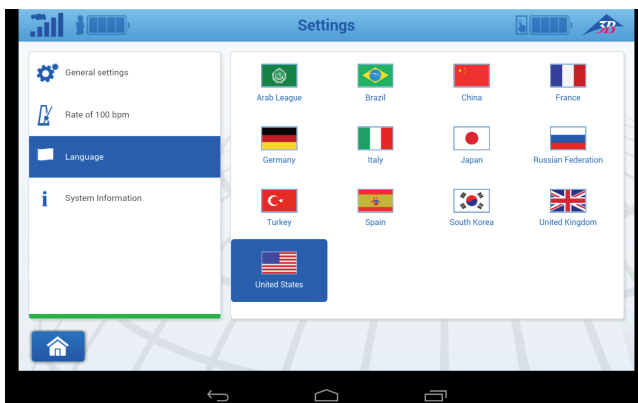 Settings
3B
General settings
Rate of 100 bpm
Language
System Information
Arab League
Brazil
China
France
Germany
Italy
Japan
Russian Federation
Turkey
Spain
South Korea
United Kingdom
United States